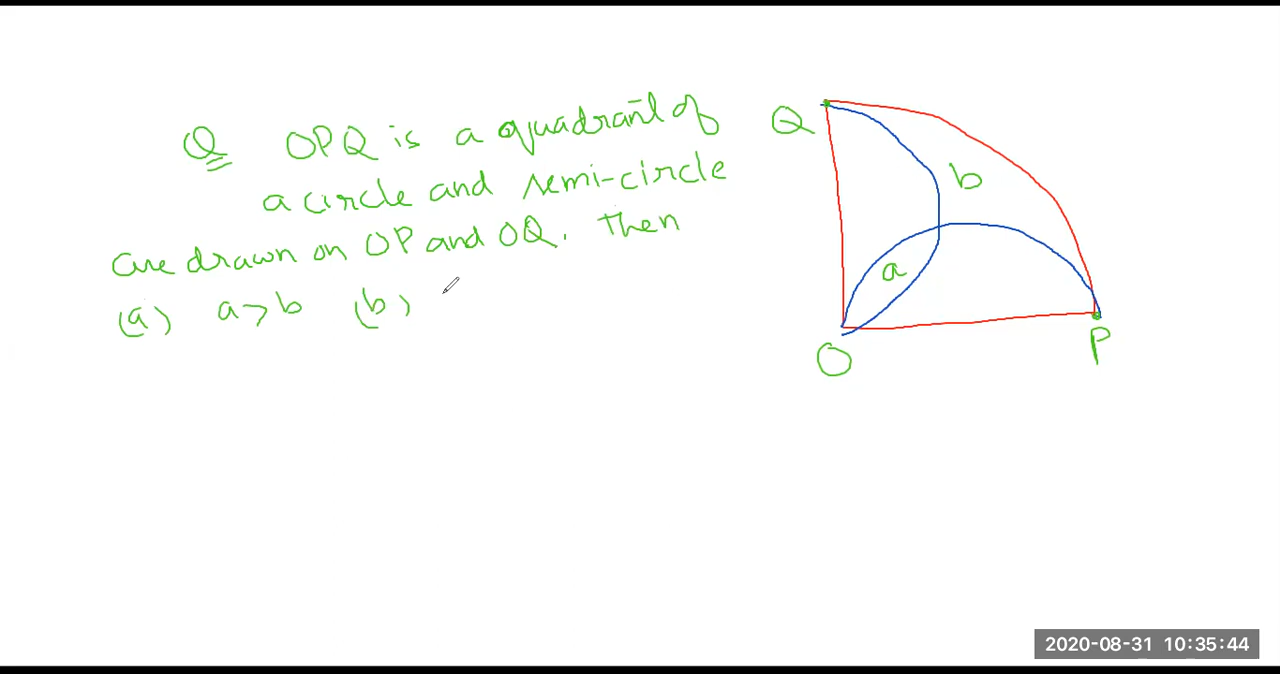 Q OPQ is a quadrant of
a circle and semi-circle
are drawn on OP and OQ. Then
(a) a > b (b)
Q
b
a
O
P
2020-08-31 10:35:44